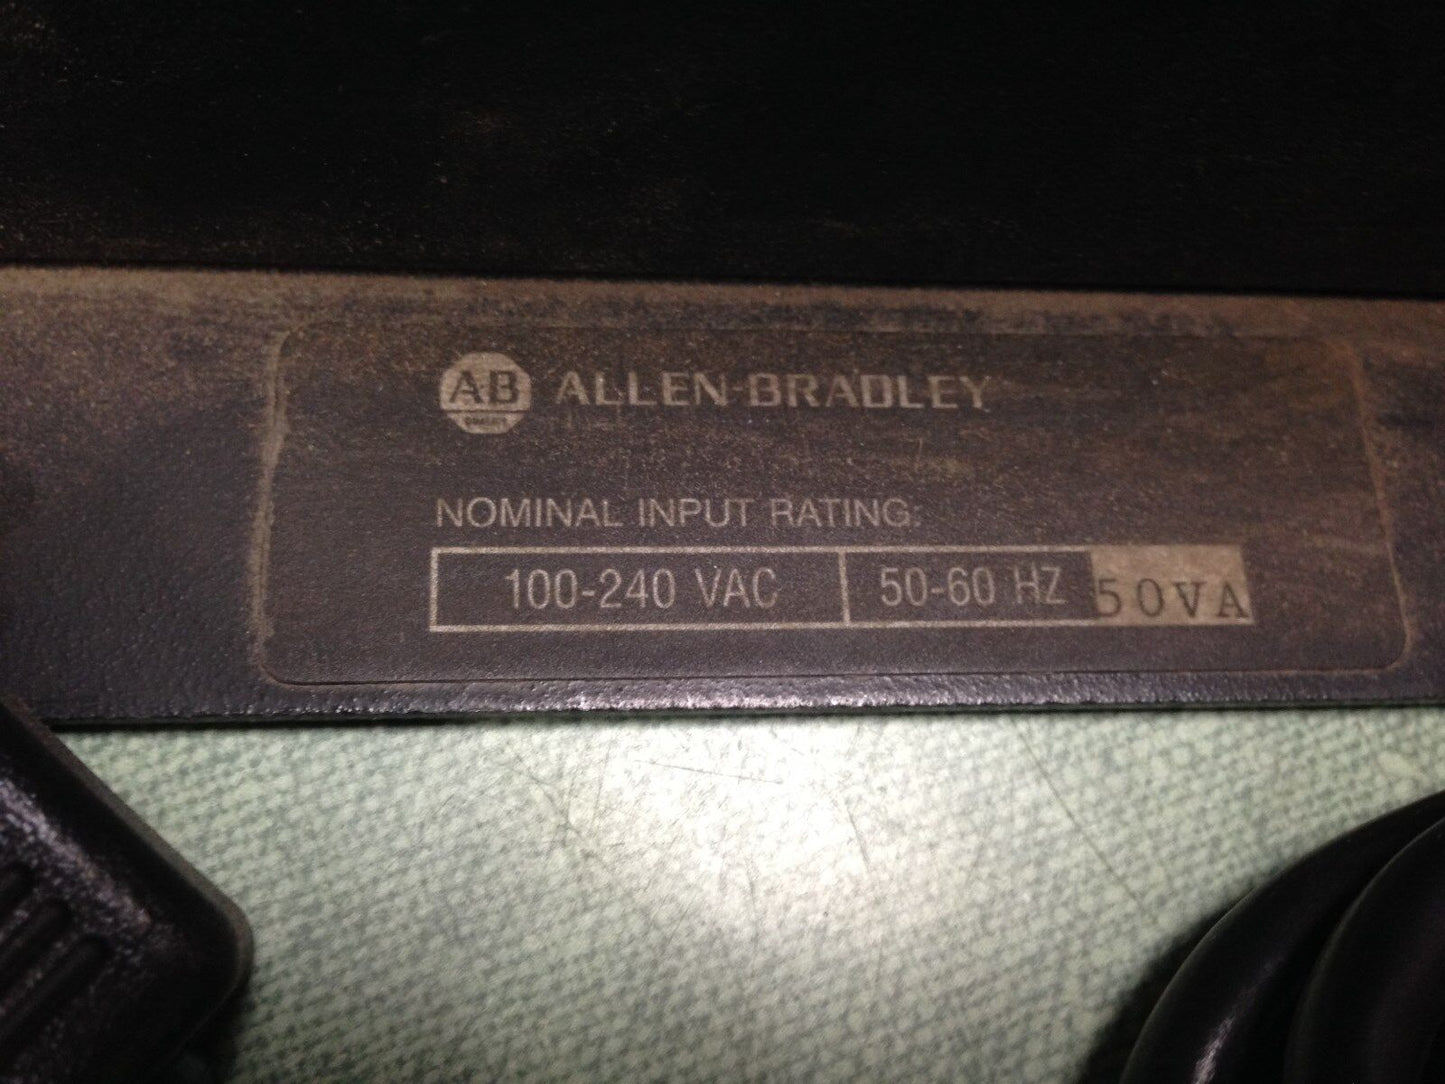 AB ALLEN-BRADLEY
NOMINAL INPUT RATING:
100-240 VAC 50-60 HZ 50VA